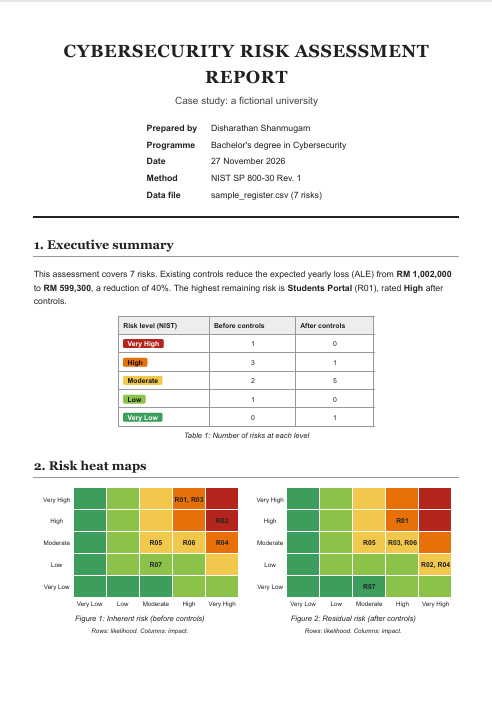 CYBERSECURITY RISK ASSESSMENT
REPORT
Case study: a fictional university
Prepared by Disharathan Shanmugam
Programme Bachelor's degree in Cybersecurity
Date 27 November 2026
Method NIST SP 800-30 Rev. 1
Data file sample_register.csv (7 risks)
1. Executive summary
This assessment covers 7 risks. Existing controls reduce the expected yearly loss (ALE) from RM 1,002,000
to RM 599,300, a reduction of 40%. The highest remaining risk is Students Portal (R01), rated High after
controls.
Risk level (NIST) Before controls After controls
Very High 1 0
High 3 1
Moderate 2 5
Low 1 0
Very Low 0 1
Table 1: Number of risks at each level
2. Risk heat maps
Very High R01, R03
High R02
Moderate R05 R06 R04
Low R07
Very Low
Very Low Low Moderate High Very High
Figure 1: Inherent risk (before controls)
Rows: likelihood. Columns: impact.
Very High
High R01
Moderate R05 R03, R06
Low R02, R04
Very Low R07
Very Low Low Moderate High Very High
Figure 2: Residual risk (after controls)
Rows: likelihood. Columns: impact.